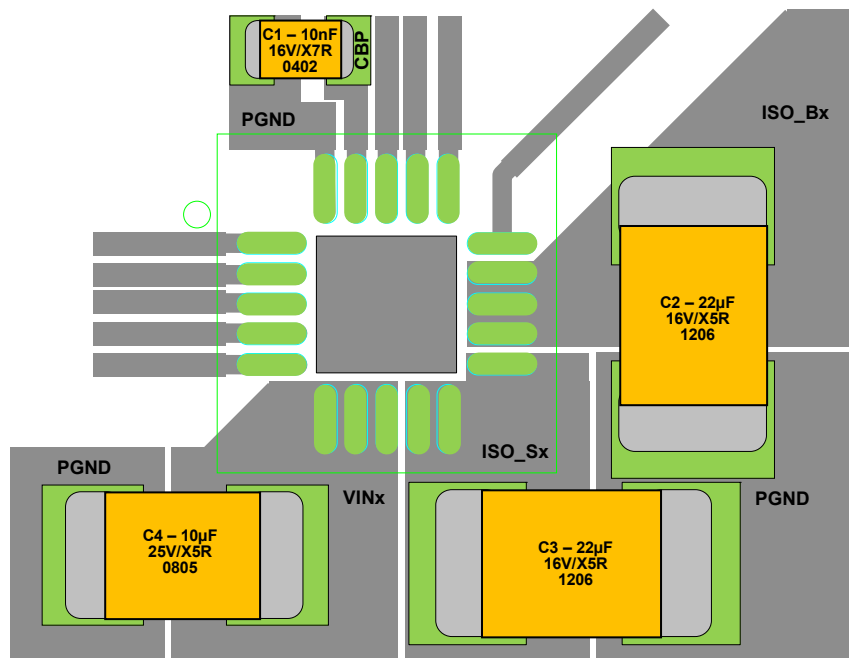 C1 – 10nF
16V/X7R
0402
CBP
PGND
ISO_Bx
C2 – 22µF
16V/X5R
1206
ISO_Sx
PGND
VINx
PGND
C4 – 10µF
25V/X5R
0805
C3 – 22µF
16V/X5R
1206